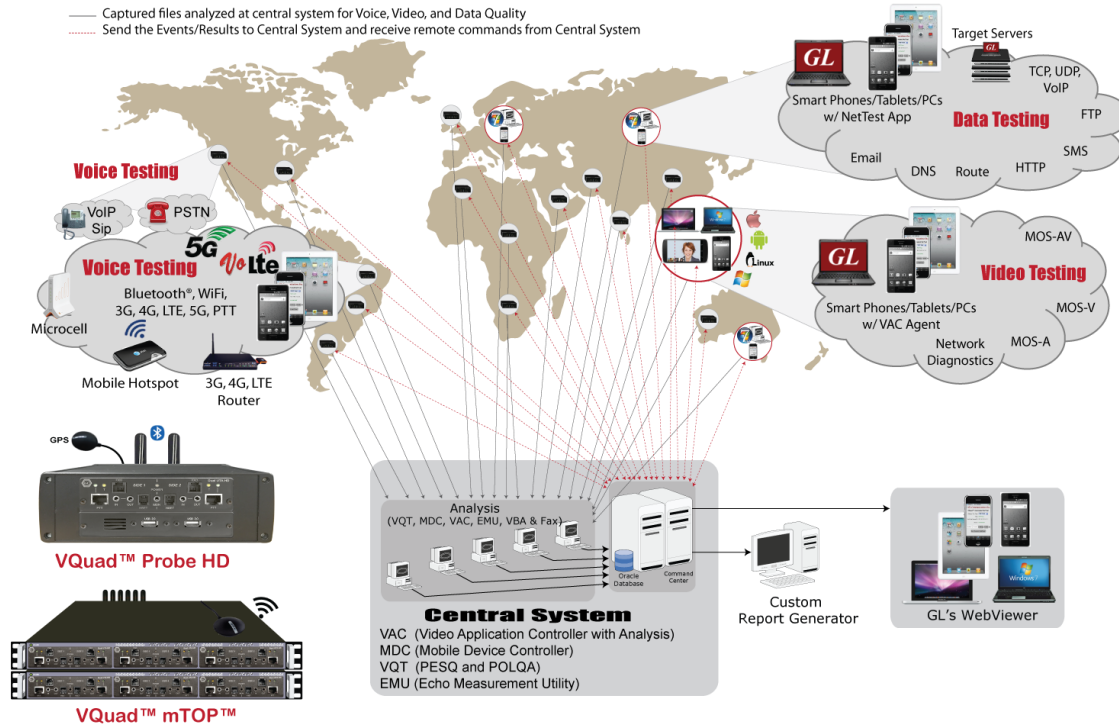 Captured files analyzed at central system for Voice, Video, and Data Quality
Send the Events/Results to Central System and receive remote commands from Central System
Target Servers
GL
GL
TCP, UDP,
VoIP
Smart Phones/Tablets/PCs
w/ NetTest App
Data Testing
FTP
Email
SMS
DNS
Route
HTTP
Voice Testing
VoIP
Sip
PSTN
5G
VoLte
Voice Testing
Bluetooth®, WiFi,
3G, 4G, LTE, 5G, PTT
Microcell
Mobile Hotspot
3G, 4G, LTE
Router
Linux
MOS-AV
GL
Video Testing
Smart Phones/Tablets/PCs
w/ VAC Agent
MOS-V
Network
Diagnostics
MOS-A
GPS
VQuad™ Probe HD
VQuad™ mTOP™
Analysis
(VQT, MDC, VAC, EMU, VBA & Fax)
Oracle
Database
Command
Center
Central System
VAC (Video Application Controller with Analysis)
MDC (Mobile Device Controller)
VQT (PESQ and POLQA)
EMU (Echo Measurement Utility)
Custom
Report Generator
Windows
GL's WebViewer